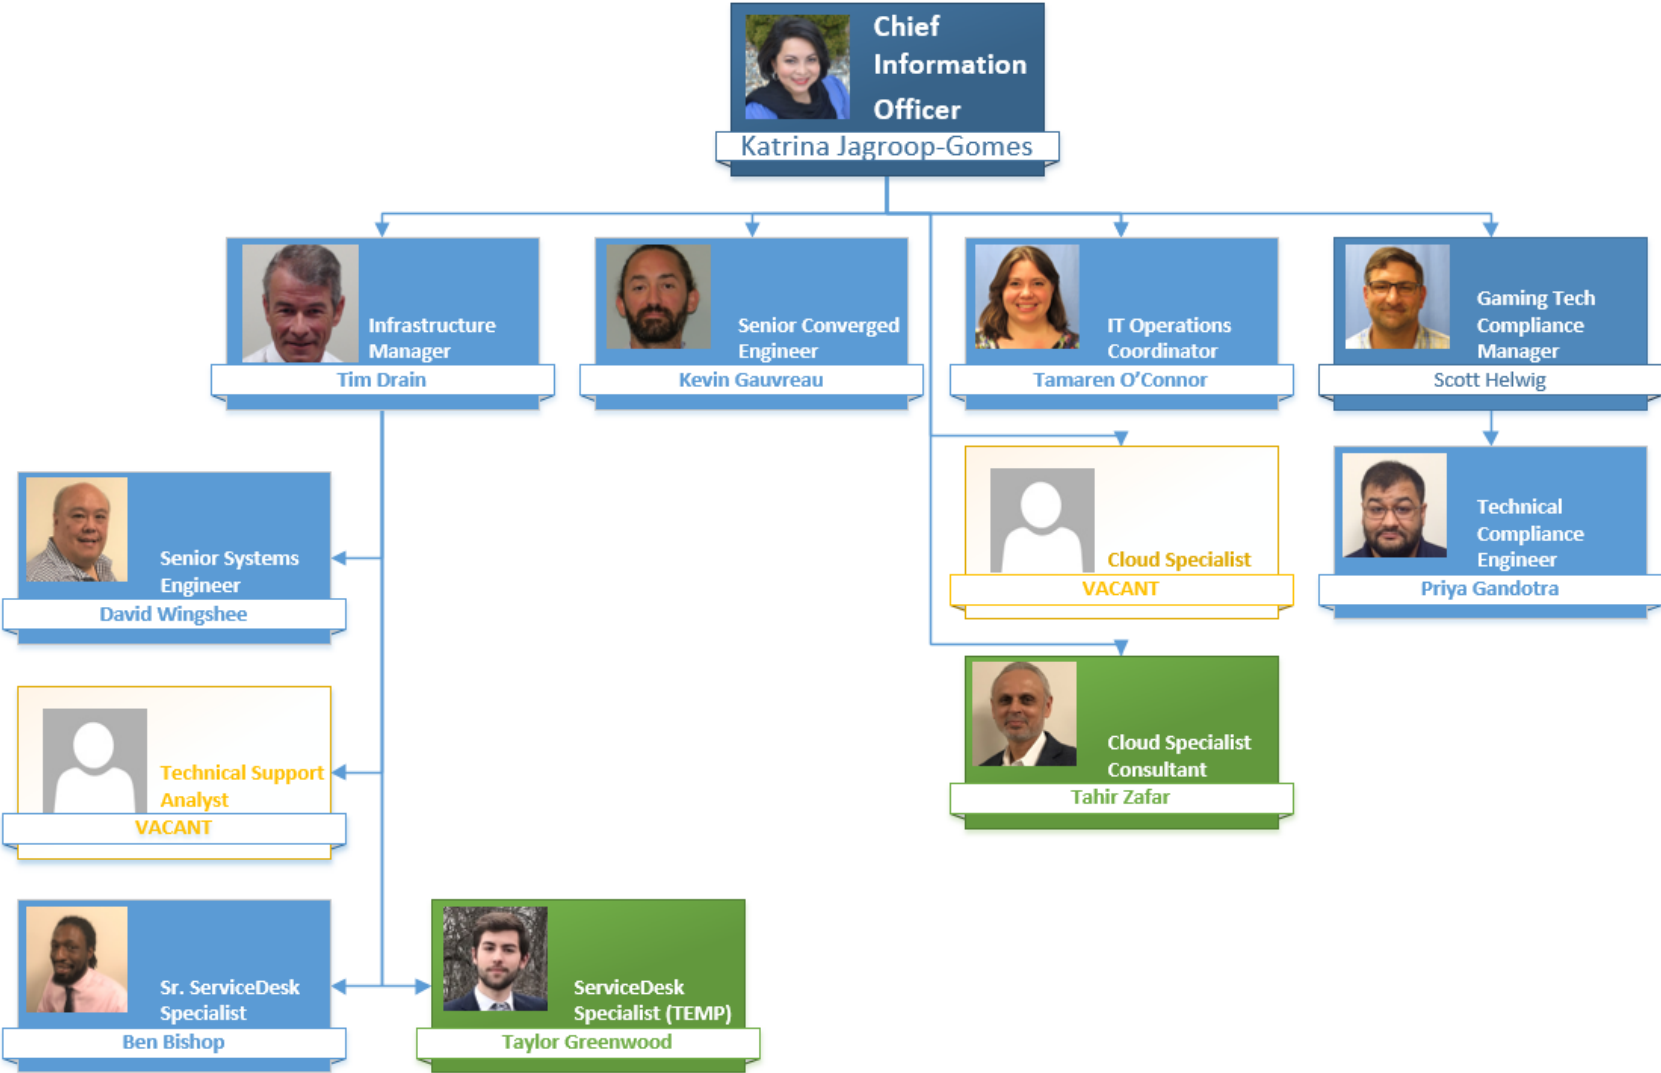 Chief
Information
Officer
Katrina Jagroop-Gomes
Infrastructure
Manager
Tim Drain
Senior Converged
Engineer
Kevin Gauvreau
IT Operations
Coordinator
Tamaren O’Connor
Gaming Tech
Compliance
Manager
Scott Helwig
Senior Systems
Engineer
David Wingshee
Cloud Specialist
VACANT
Technical
Compliance
Engineer
Priya Gandotra
Technical Support
Analyst
VACANT
Cloud Specialist
Consultant
Tahir Zafar
Sr. ServiceDesk
Specialist
Ben Bishop
ServiceDesk
Specialist (TEMP)
Taylor Greenwood